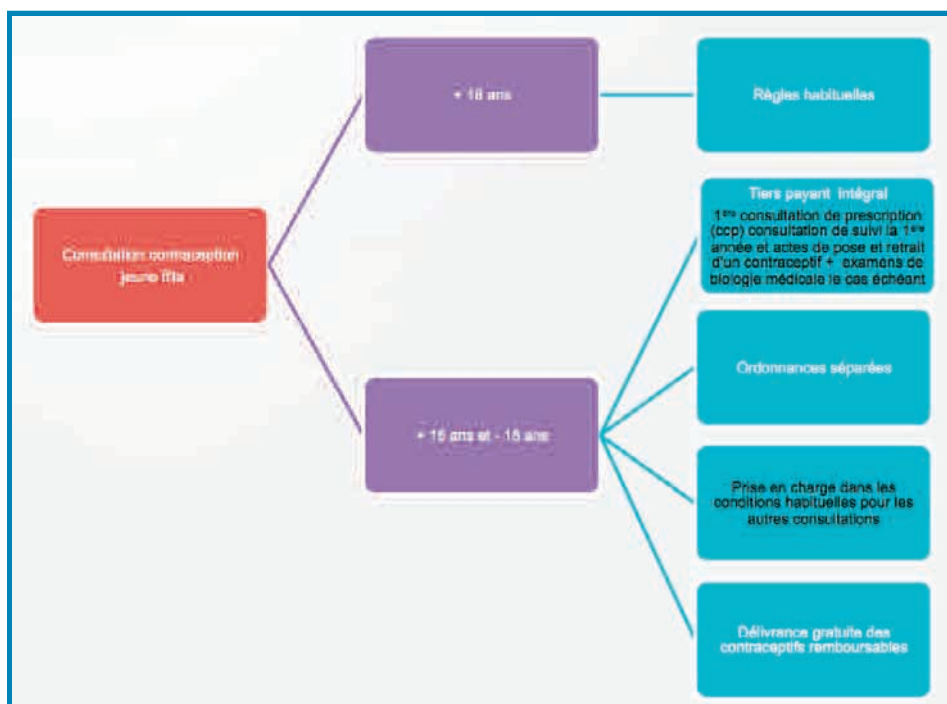 + 18 ans
Règles habituelles
Tiers payant intégral
1ère consultation de prescription
(ccp) consultation de suivi la 1ère
année et actes de pose et retrait
d'un contraceptif + examens de
biologie médicale le cas échéant
Consultation contraception
jeune fille
Ordonnances séparées
+ 15 ans et - 18 ans
Prise en charge dans les
conditions habituelles pour les
autres consultations
Délivrance gratuite des
contraceptifs remboursables